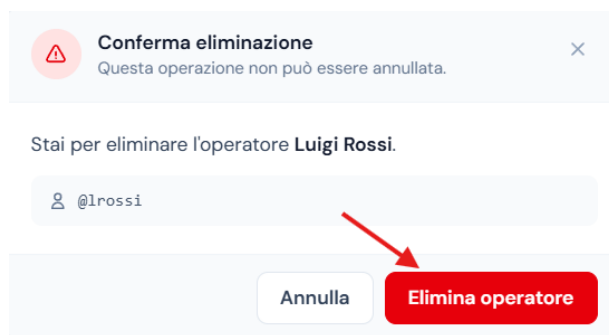 Conferma eliminazione
Questa operazione non può essere annullata.
Stai per eliminare l'operatore Luigi Rossi.
@lrossi
Annulla
Elimina operatore